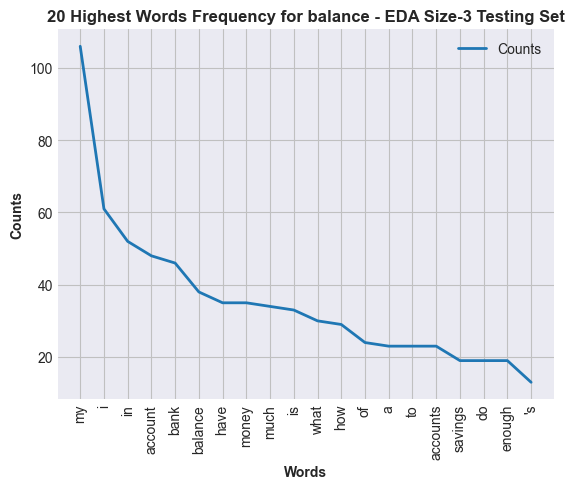 20 Highest Words Frequency for balance - EDA Size-3 Testing Set
Counts
100
80
60
40
20
Counts
my
i
in
account
bank
balance
have
money
much
is
what
how
of
a
to
accounts
savings
do
enough
's
Words